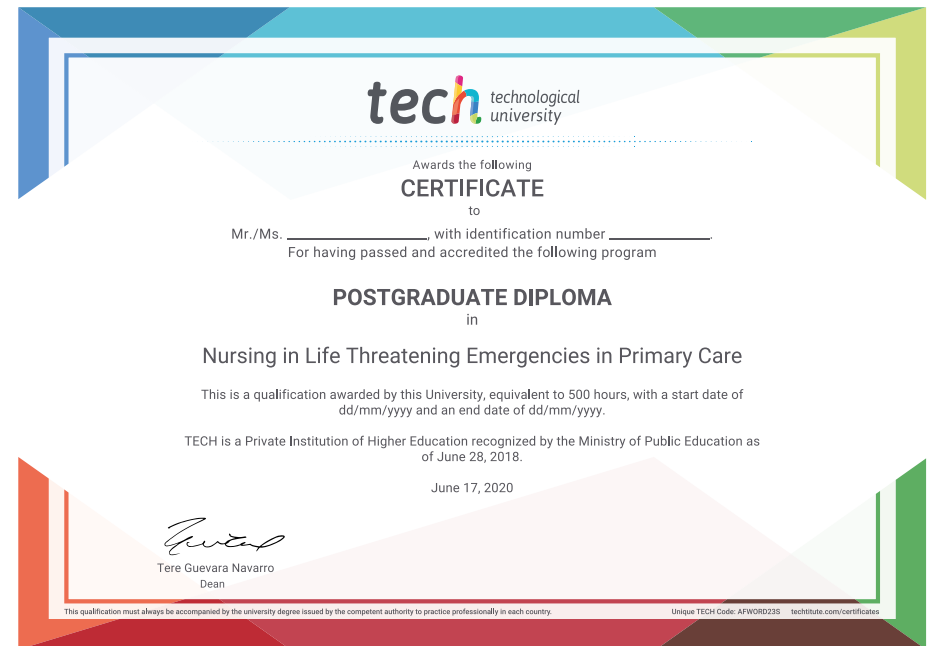 tech technological
university
Awards the following
CERTIFICATE
to
Mr./Ms. ____________________, with identification number ______________.
For having passed and accredited the following program
POSTGRADUATE DIPLOMA
in
Nursing in Life Threatening Emergencies in Primary Care
This is a qualification awarded by this University, equivalent to 500 hours, with a start date of
dd/mm/yyyy and an end date of dd/mm/yyyy.
TECH is a Private Institution of Higher Education recognized by the Ministry of Public Education as
of June 28, 2018.
June 17, 2020
Tere Guevara Navarro
Dean
This qualification must always be accompanied by the university degree issued by the competent authority to practice professionally in each country.
Unique TECH Code: AFWORD23S techtitute.com/certificates